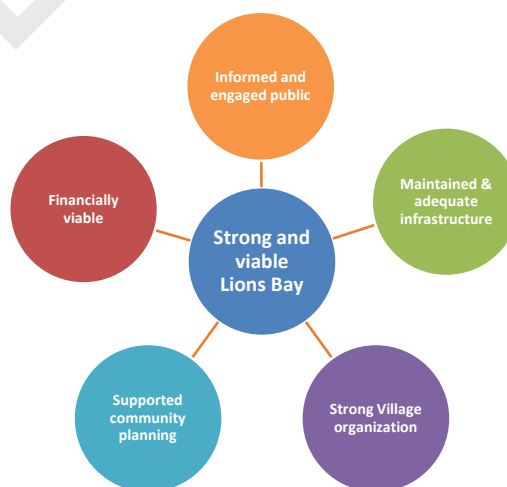 Informed and
engaged public
Financially
viable
Maintained &
adequate
infrastructure
Strong and
viable
Lions Bay
Supported
community
planning
Strong Village
organization